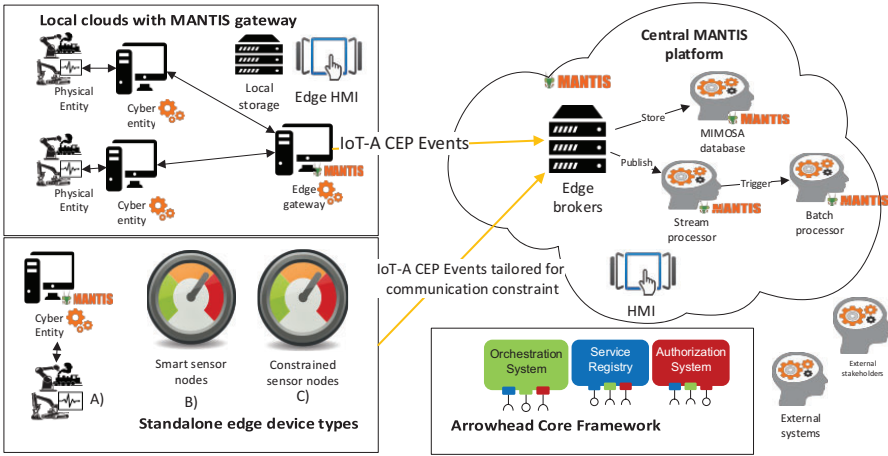 Local clouds with MANTIS gateway
Physical
Entity
Cyber
entity
Local
storage
Edge HMI
Physical
Entity
Cyber
entity
MANTIS
Edge
gateway
IoT-A CEP Events
Central MANTIS
platform
MANTIS
Edge
brokers
Store
MANTIS
MIMOSA
database
Publish
MANTIS
Stream
processor
Trigger
MANTIS
Batch
processor
HMI
MANTIS
Cyber
Entity
A)
Smart sensor
nodes
B)
Constrained
sensor nodes
C)
Standalone edge device types
IoT-A CEP Events tailored for
communication constraint
Orchestration
System
Service
Registry
Authorization
System
Arrowhead Core Framework
External
stakeholders
External
systems